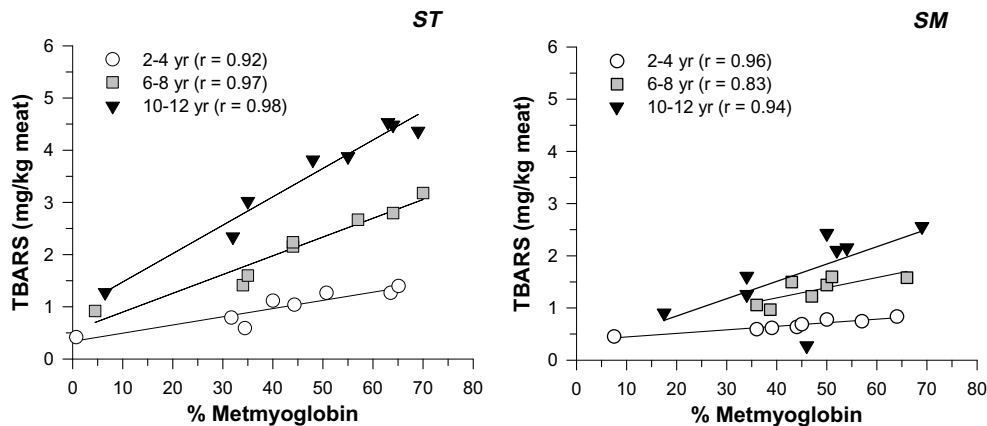 ST
6
5
4
3
2
1
0
TBARS (mg/kg meat)
2-4 yr (r = 0.92)
6-8 yr (r = 0.97)
10-12 yr (r = 0.98)
0 10 20 30 40 50 60 70 80
% Metmyoglobin
SM
6
5
4
3
2
1
0
TBARS (mg/kg meat)
2-4 yr (r = 0.96)
6-8 yr (r = 0.83)
10-12 yr (r = 0.94)
0 10 20 30 40 50 60 70 80
% Metmyoglobin